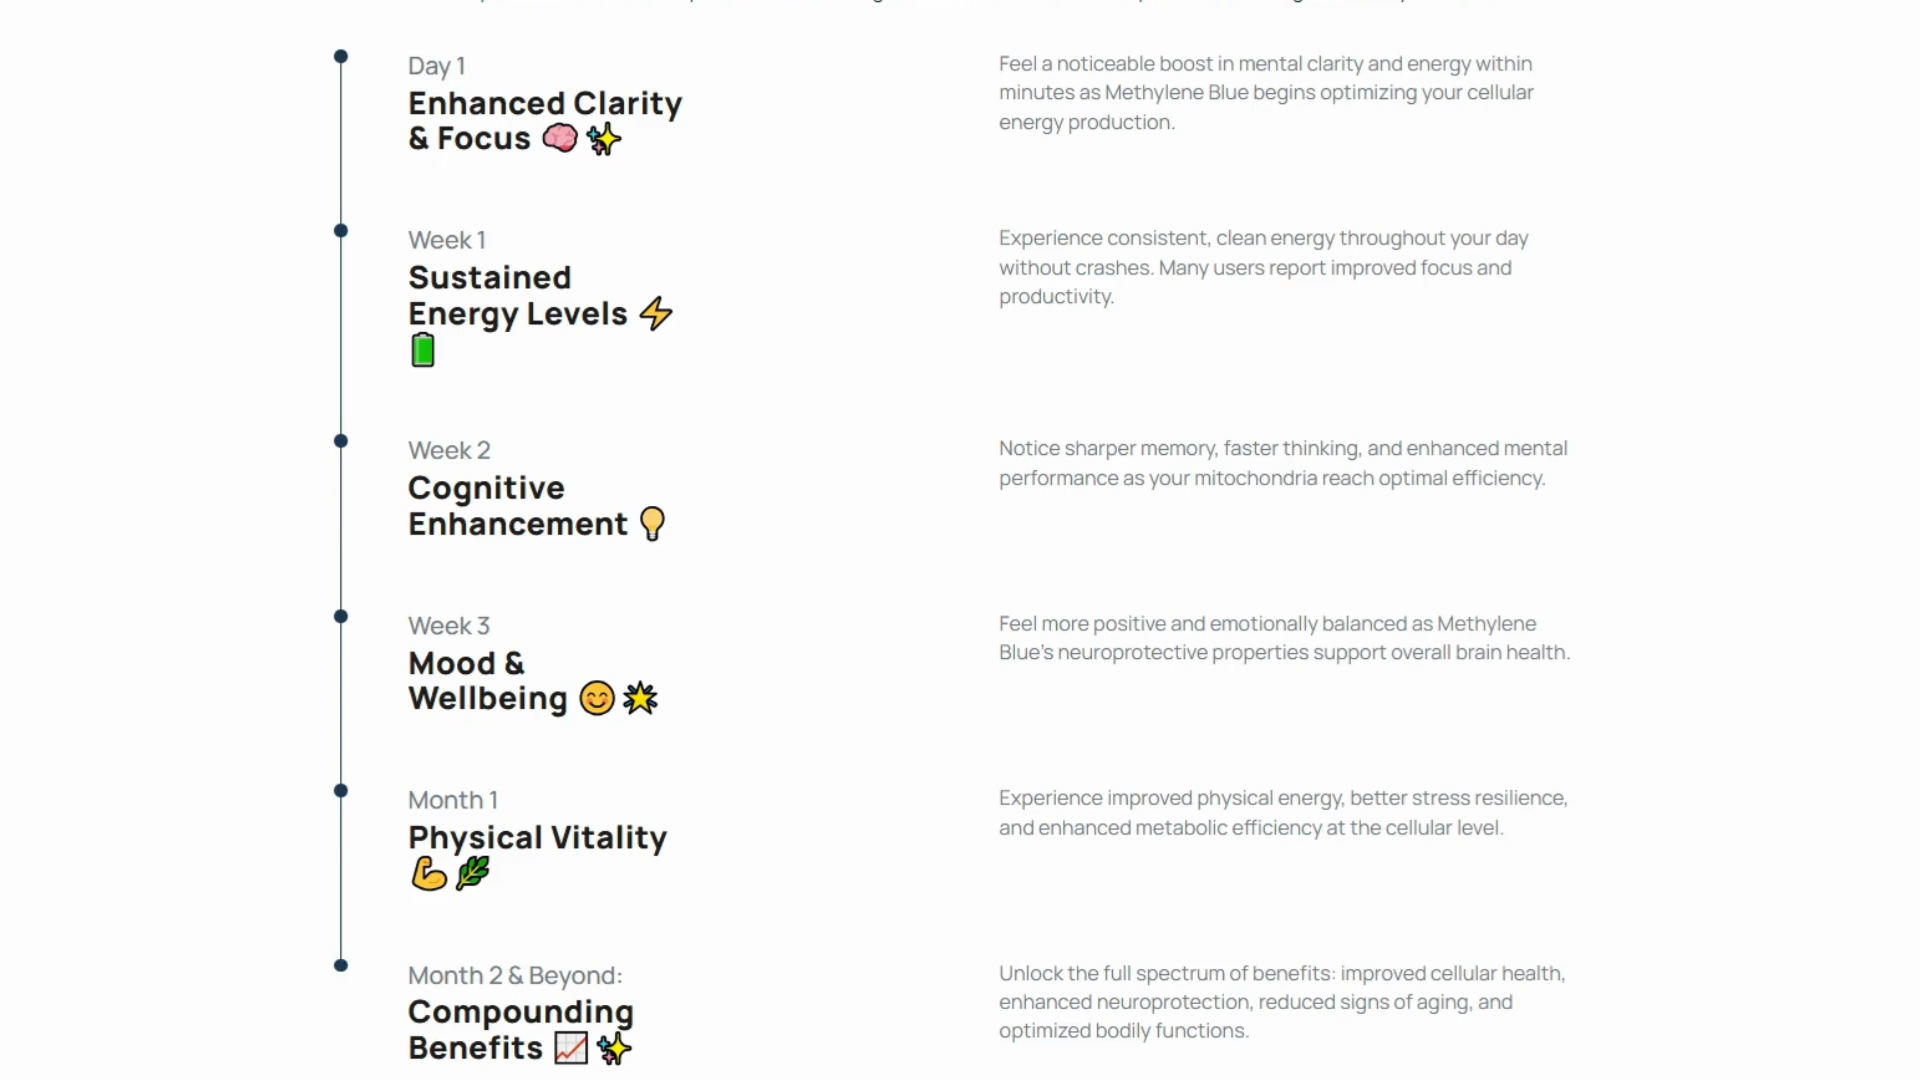 Day 1
Enhanced Clarity
& Focus 🧠✨
Feel a noticeable boost in mental clarity and energy within
minutes as Methylene Blue begins optimizing your cellular
energy production.
Week 1
Sustained
Energy Levels ⚡
🔋
Experience consistent, clean energy throughout your day
without crashes. Many users report improved focus and
productivity.
Week 2
Cognitive
Enhancement 💡
Notice sharper memory, faster thinking, and enhanced mental
performance as your mitochondria reach optimal efficiency.
Week 3
Mood &
Wellbeing 😊🌟
Feel more positive and emotionally balanced as Methylene
Blue's neuroprotective properties support overall brain health.
Month 1
Physical Vitality
💪🌿
Experience improved physical energy, better stress resilience,
and enhanced metabolic efficiency at the cellular level.
Month 2 & Beyond:
Compounding
Benefits 📈✨
Unlock the full spectrum of benefits: improved cellular health,
enhanced neuroprotection, reduced signs of aging, and
optimized bodily functions.